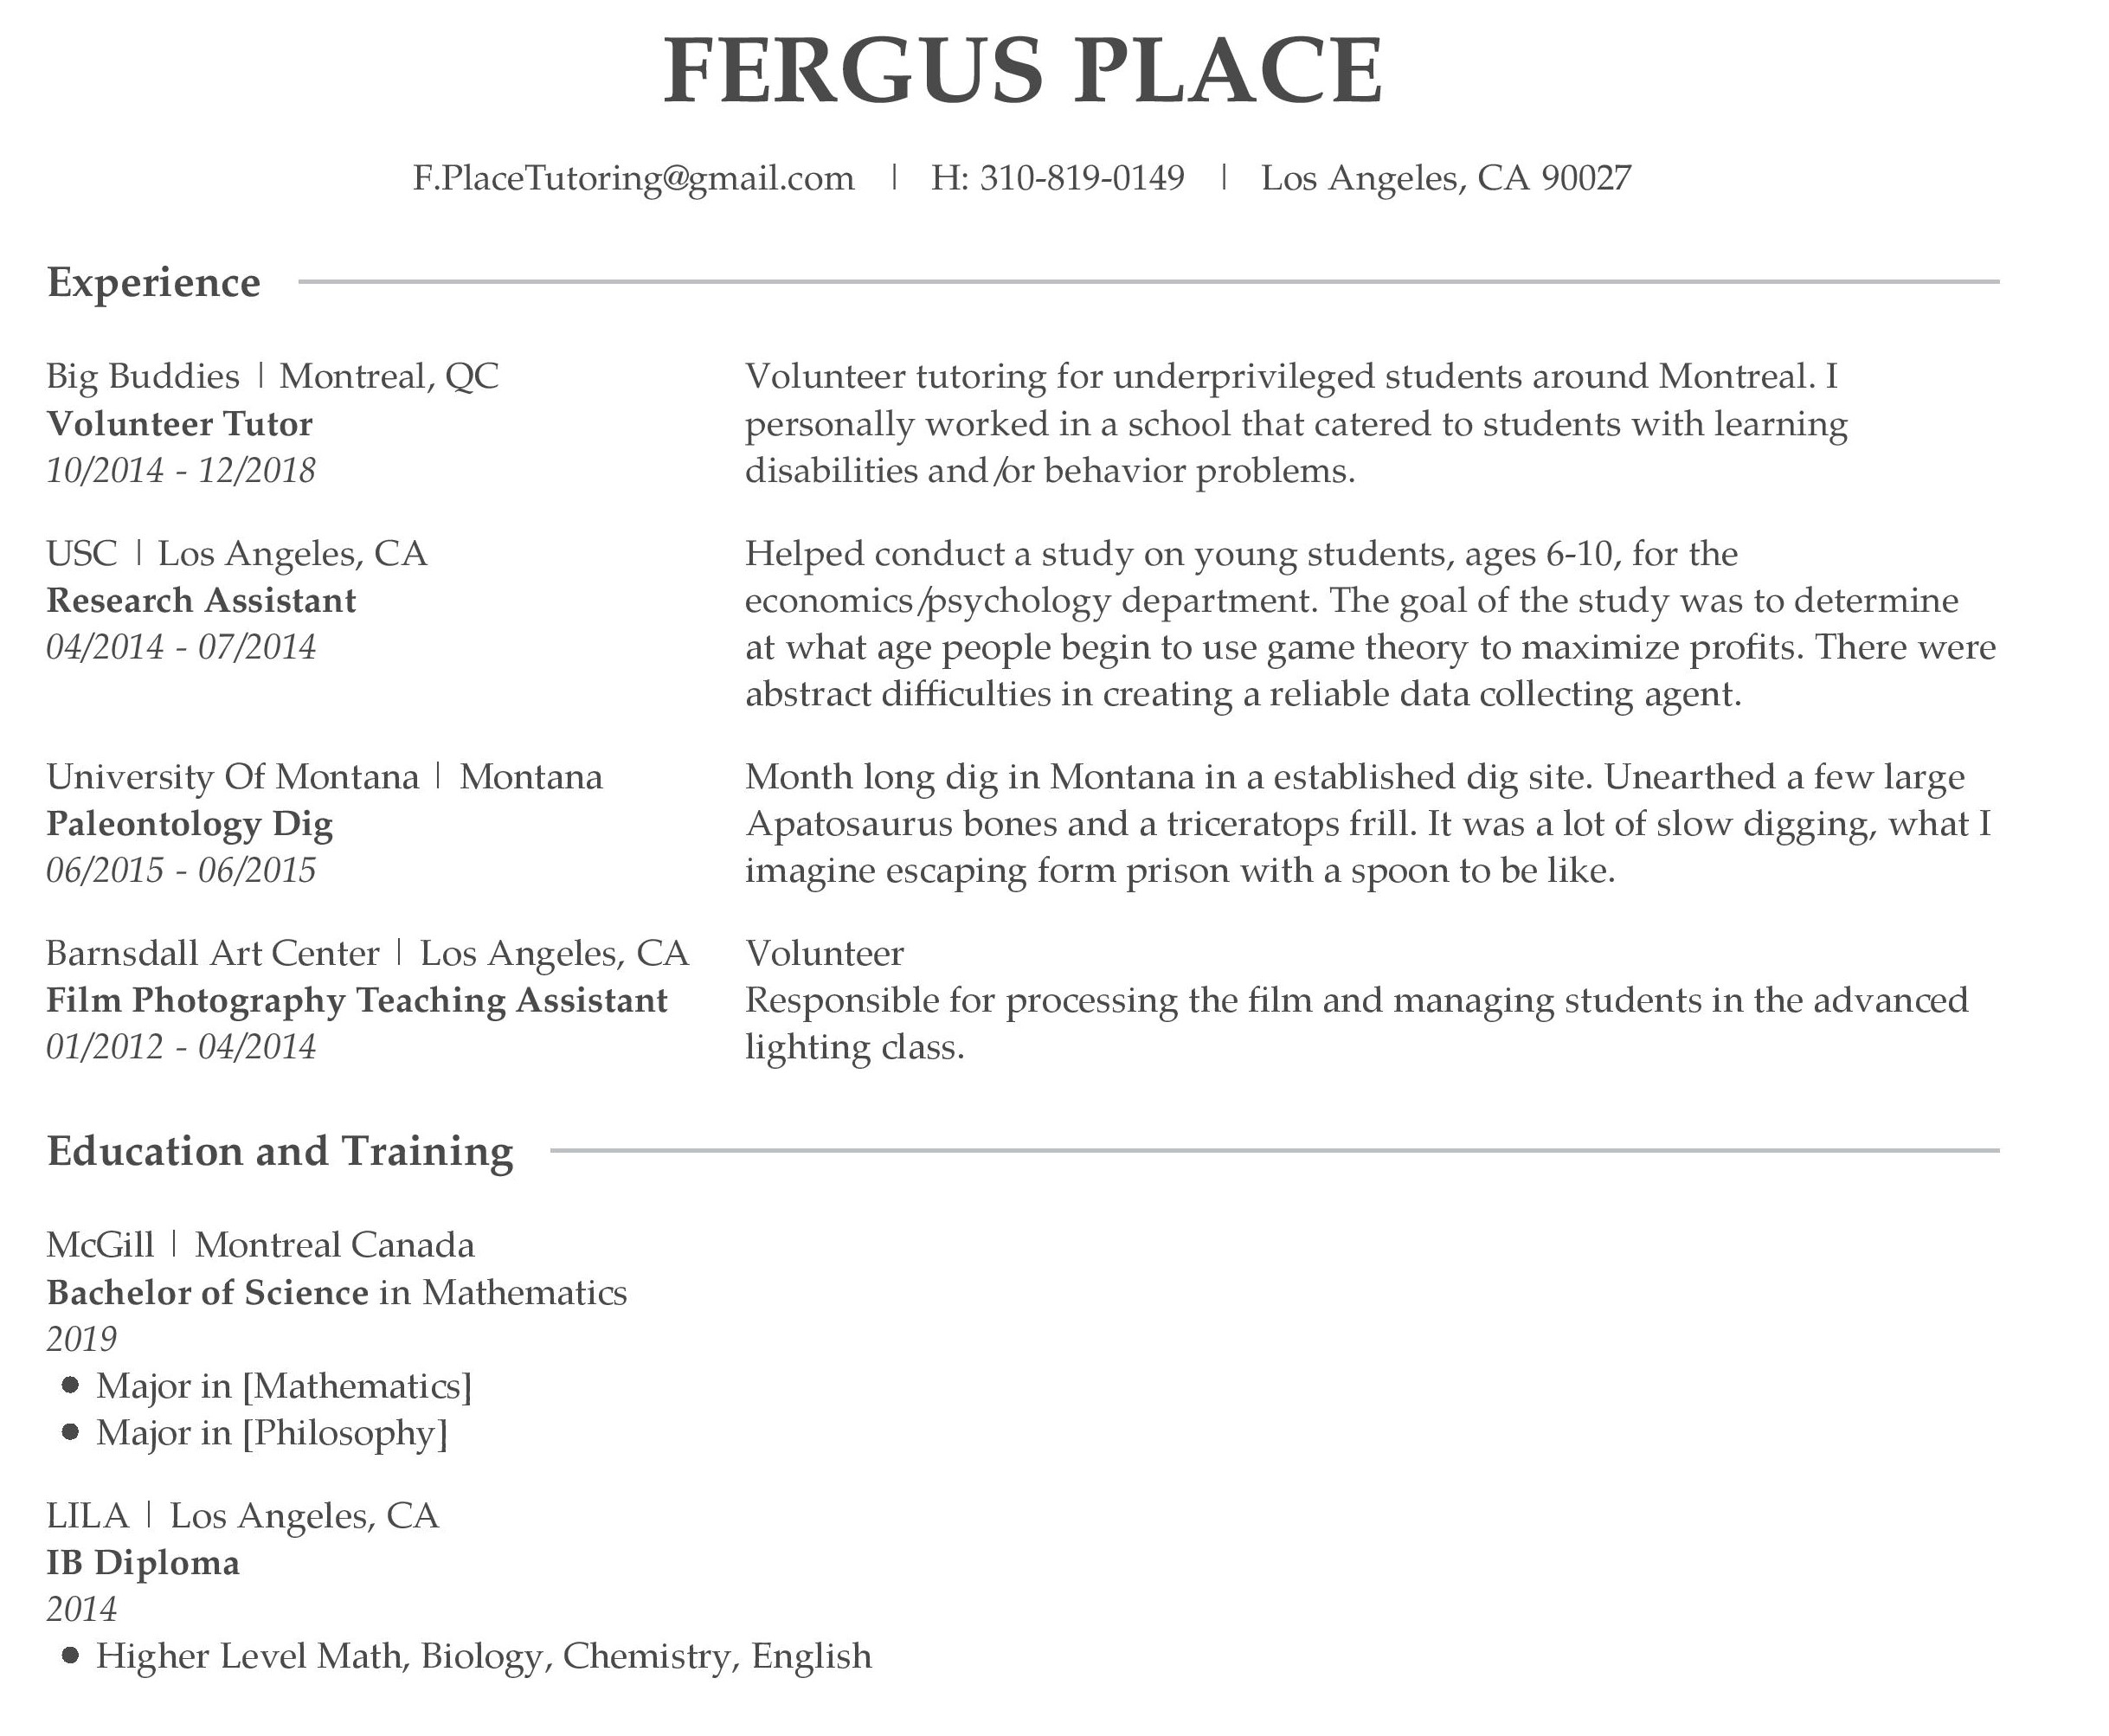 FERGUS PLACE
F.PlaceTutoring@gmail.com | H: 310-819-0149 | Los Angeles, CA 90027
Experience
Big Buddies | Montreal, QC
Volunteer Tutor
10/2014 - 12/2018
Volunteer tutoring for underprivileged students around Montreal. I
personally worked in a school that catered to students with learning
disabilities and/or behavior problems.
USC | Los Angeles, CA
Research Assistant
04/2014 - 07/2014
Helped conduct a study on young students, ages 6-10, for the
economics/psychology department. The goal of the study was to determine
at what age people begin to use game theory to maximize profits. There were
abstract difficulties in creating a reliable data collecting agent.
University Of Montana | Montana
Paleontology Dig
06/2015 - 06/2015
Month long dig in Montana in a established dig site. Unearthed a few large
Apatosaurus bones and a triceratops frill. It was a lot of slow digging, what I
imagine escaping form prison with a spoon to be like.
Barnsdall Art Center | Los Angeles, CA
Film Photography Teaching Assistant
01/2012 - 04/2014
Volunteer
Responsible for processing the film and managing students in the advanced
lighting class.
Education and Training
McGill | Montreal Canada
Bachelor of Science in Mathematics
2019
• Major in [Mathematics]
• Major in [Philosophy]
LILA | Los Angeles, CA
IB Diploma
2014
• Higher Level Math, Biology, Chemistry, English